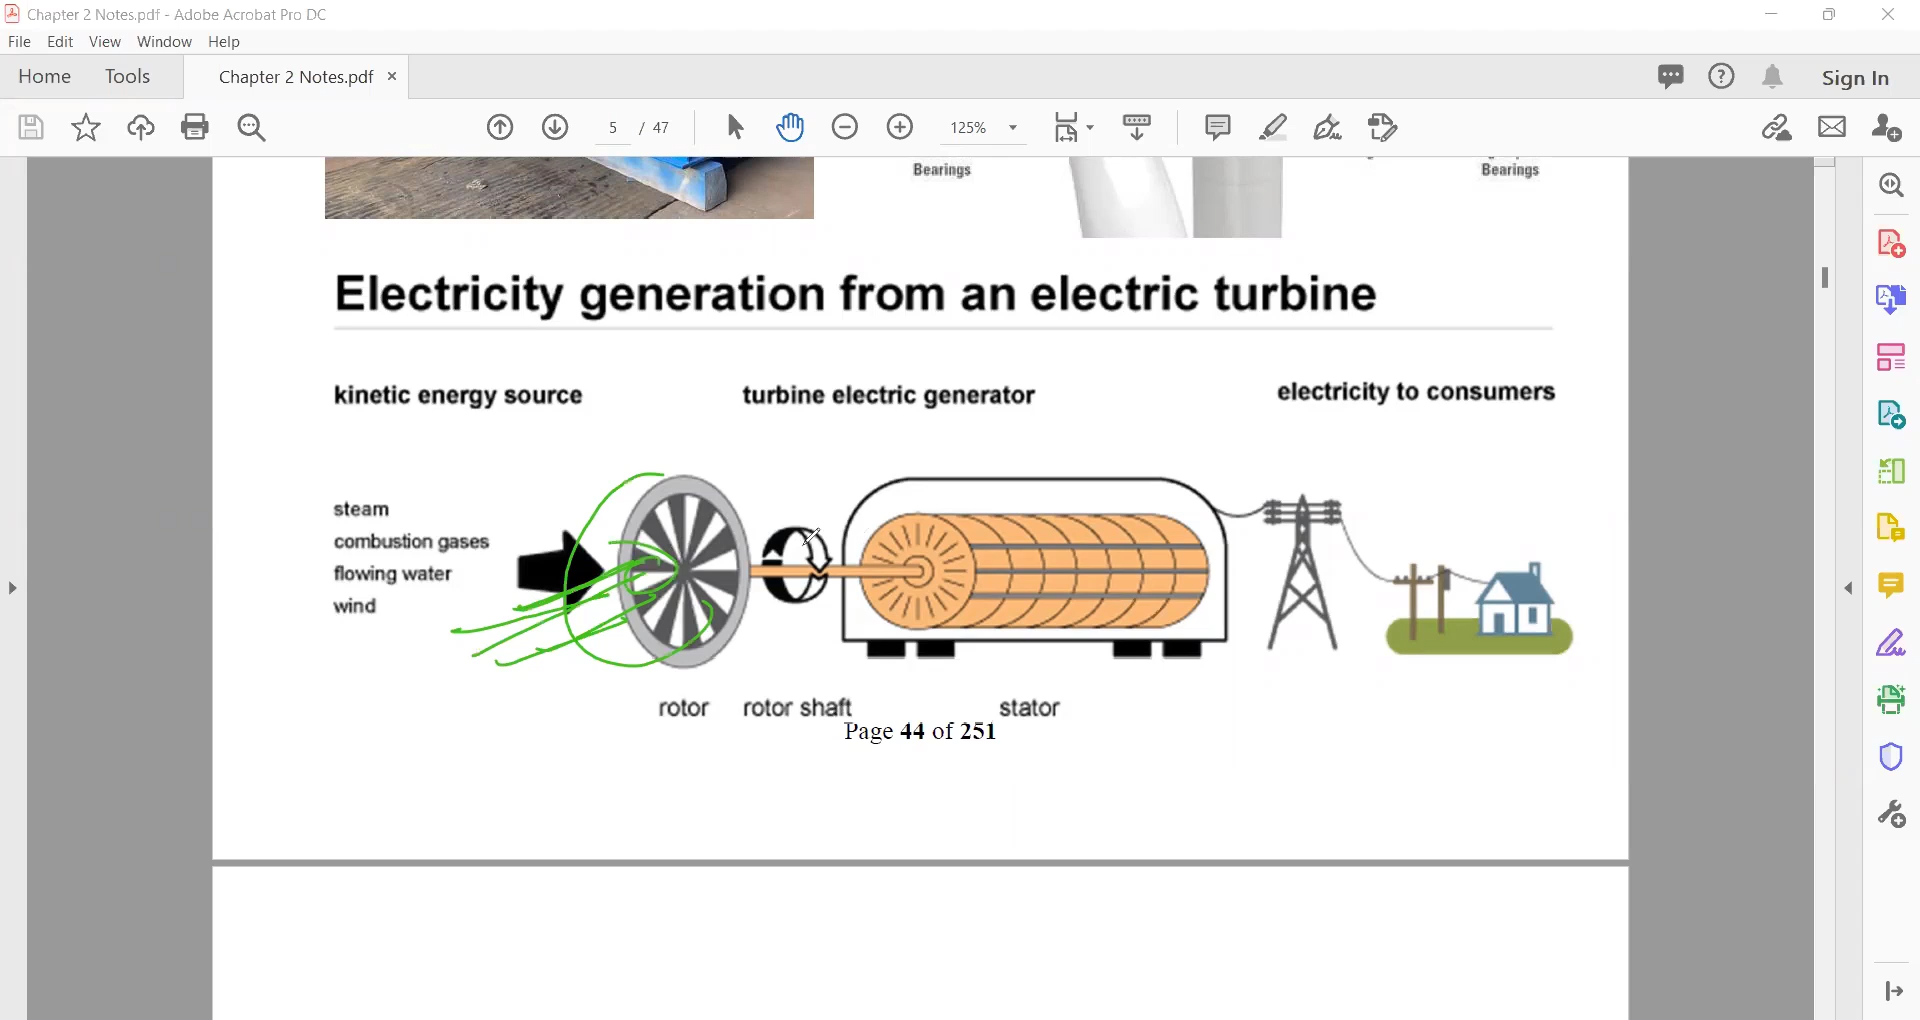 Chapter 2 Notes.pdf - Adobe Acrobat Pro DC
File Edit View Window Help
Home Tools Chapter 2 Notes.pdf × Sign In
5 / 47 125%
Bearings Bearings
Electricity generation from an electric turbine
kinetic energy source turbine electric generator electricity to consumers
steam
combustion gases
flowing water
wind
rotor rotor shaft stator
Page 44 of 251